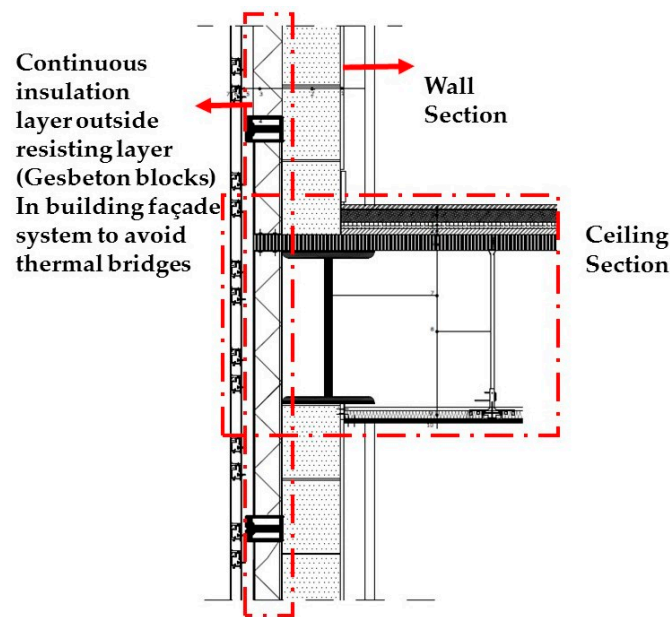 Continuous
insulation
layer outside
resisting layer
(Gesbeton blocks)
In building façade
system to avoid
thermal bridges
Wall
Section
Ceiling
Section